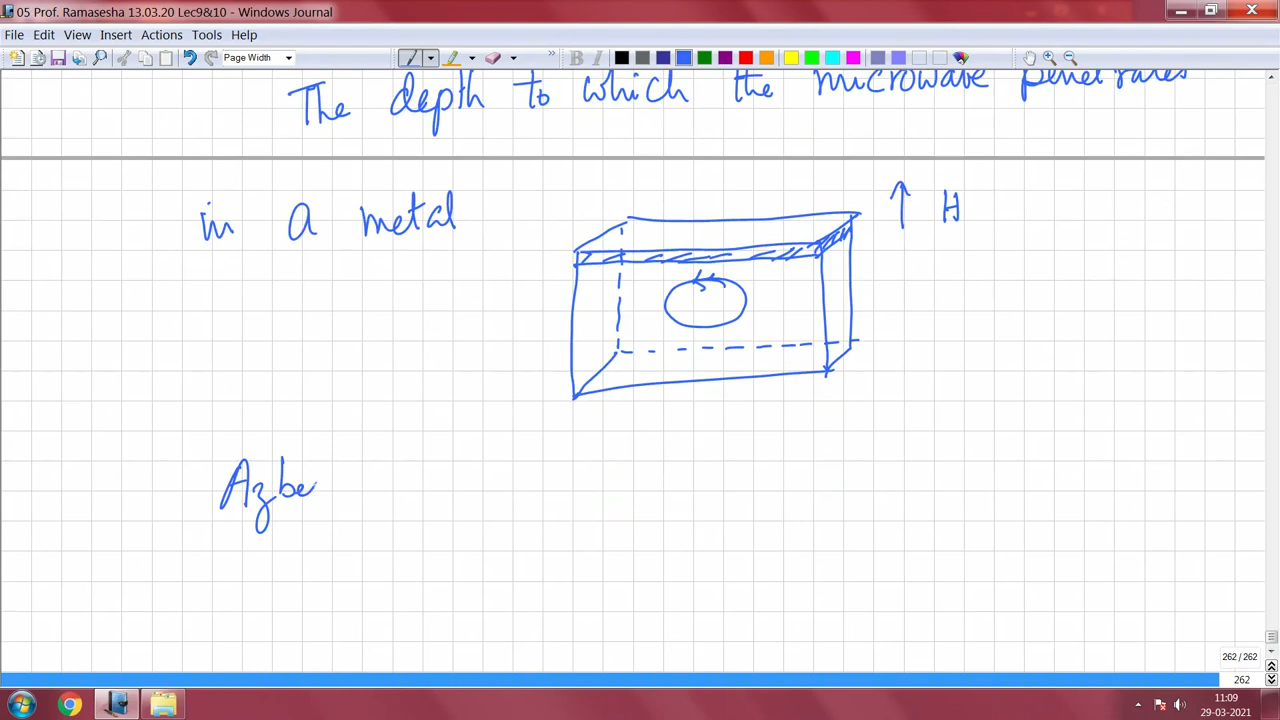 05 Prof. Ramasesha 13.03.20 Lec9&10 - Windows Journal
File Edit View Insert Actions Tools Help
Page Width
The depth to which the microwave penetrates
in a metal
H
Azbe
262 / 262
262
11:09
29-03-2021